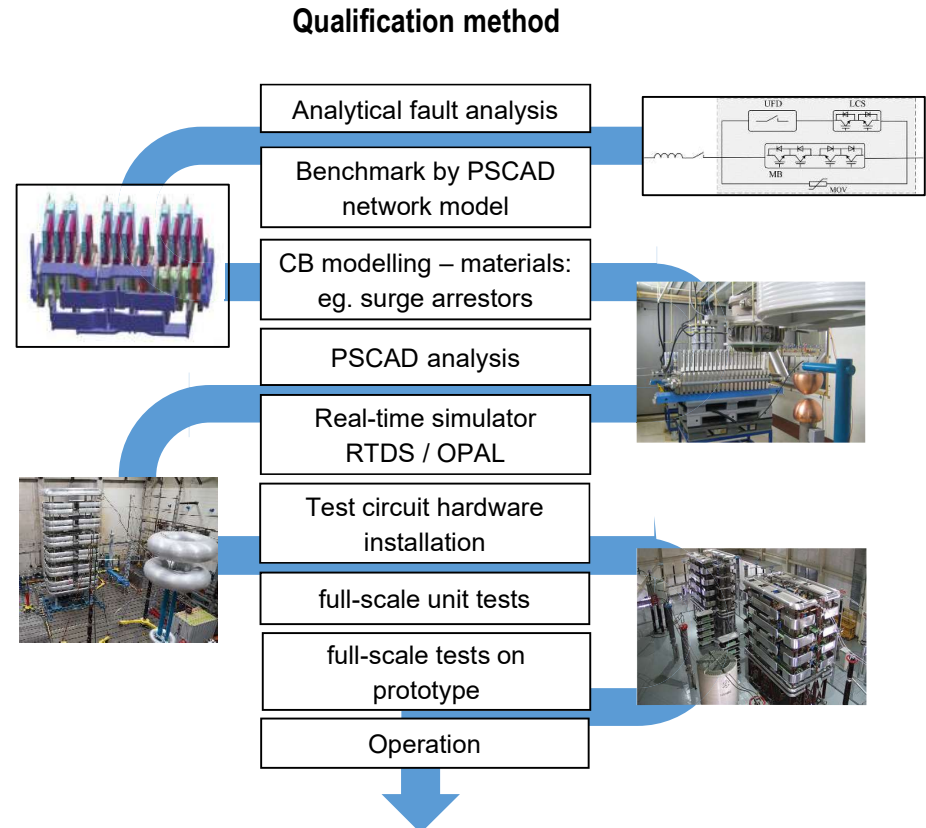 Qualification method
Analytical fault analysis
UFD
LCS
MB
MOV
Benchmark by PSCAD
network model
CB modelling – materials:
eg. surge arrestors
PSCAD analysis
Real-time simulator
RTDS / OPAL
Test circuit hardware
installation
full-scale unit tests
full-scale tests on
prototype
Operation